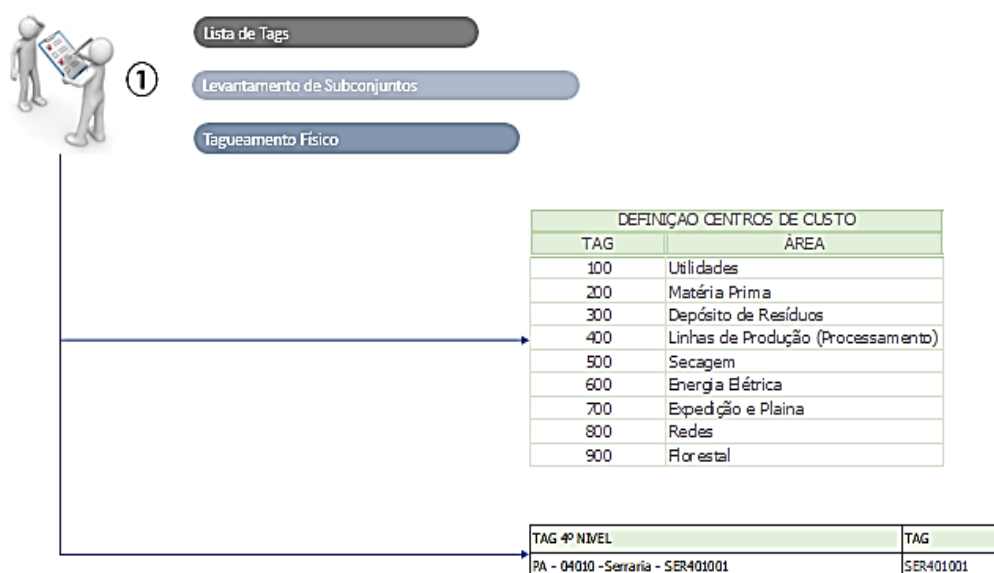 Lista de Tags
①
Levantamento de Subconjuntos
Tagueamento Físico
DEFINIÇAO CENTROS DE CUSTO
TAG ÁREA
100 Utilidades
200 Matéria Prima
300 Depósito de Resíduos
400 Linhas de Produção (Processamento)
500 Secagem
600 Energia Elétrica
700 Expedição e Plaina
800 Redes
900 Florestal
TAG 4º NIVEL TAG
PA - 04010 -Serraria - SER401001 SER401001